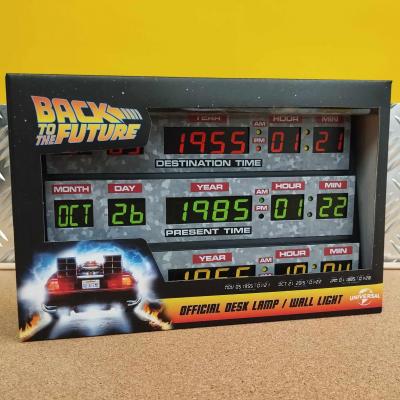 BACK
TO THE
FUTURE
YEAR AM HOUR MIN
1955 PM 01 21
DESTINATION TIME
MONTH DAY YEAR AM HOUR MIN
OCT 26 1985 PM 01 22
PRESENT TIME
YEAR AM HOUR MIN
OFFICIAL DESK LAMP / WALL LIGHT
UNIVERSAL